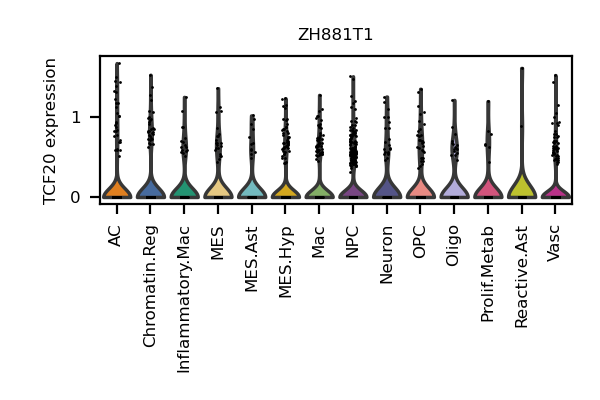 ZH881T1
TCF20 expression
1
0
AC
Chromatin.Reg
Inflammatory.Mac
MES
MES.Ast
MES.Hyp
Mac
NPC
Neuron
OPC
Oligo
Prolif.Metab
Reactive.Ast
Vasc